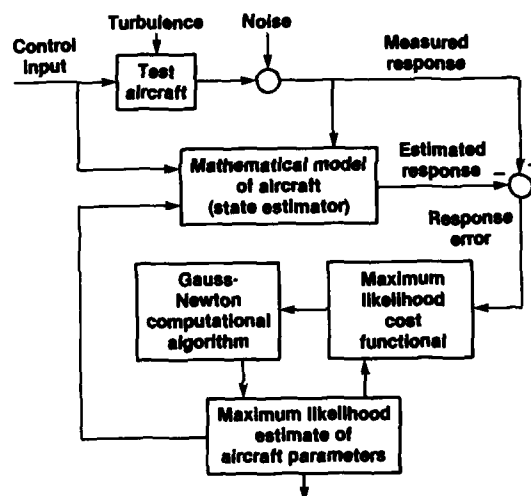 Turbulence
Noise
Control
input
Measured
response
Test
aircraft
Mathematical model
of aircraft
(state estimator)
Estimated
response
Response
error
Gauss-
Newton
computational
algorithm
Maximum
likelihood
cost
functional
Maximum likelihood
estimate of
aircraft parameters